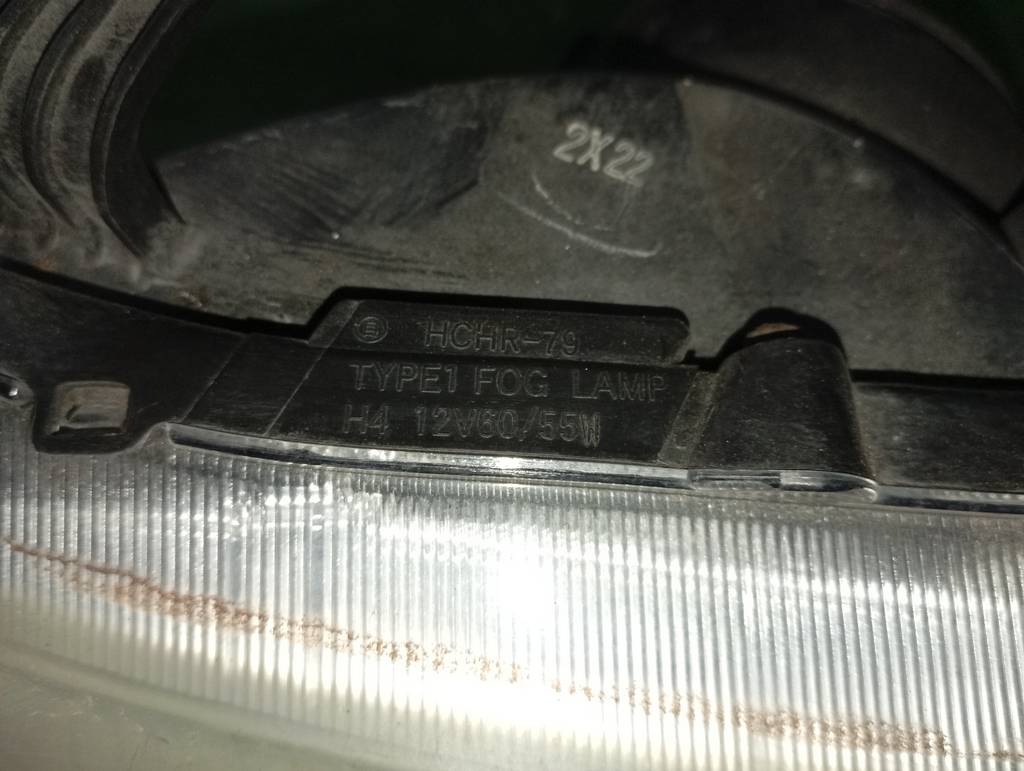 2X22
HCHR-79
TYPE1 FOG LAMP
H4 12V60/55W